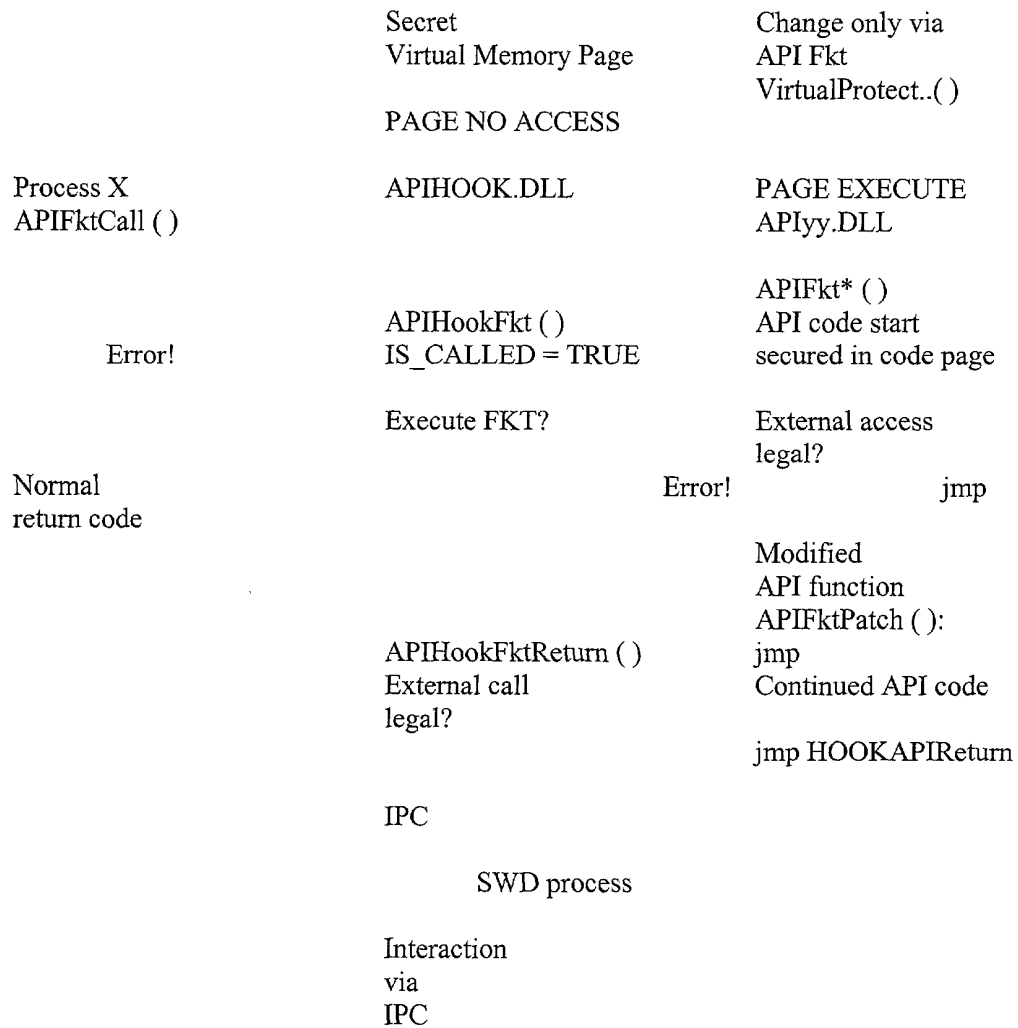 Secret
Virtual Memory Page
Change only via
API Fkt
VirtualProtect..( )
PAGE NO ACCESS
Process X
APIFktCall ( )
APIHOOK.DLL
PAGE EXECUTE
APIyy.DLL
APIFkt* ( )
API code start
secured in code page
APIHookFkt ( )
IS_CALLED = TRUE
Error!
Execute FKT?
External access
legal?
Normal
return code
Error!
jmp
Modified
API function
APIFktPatch ( ):
jmp
Continued API code
APIHookFktReturn ( )
External call
legal?
jmp HOOKAPIReturn
IPC
SWD process
Interaction
via
IPC